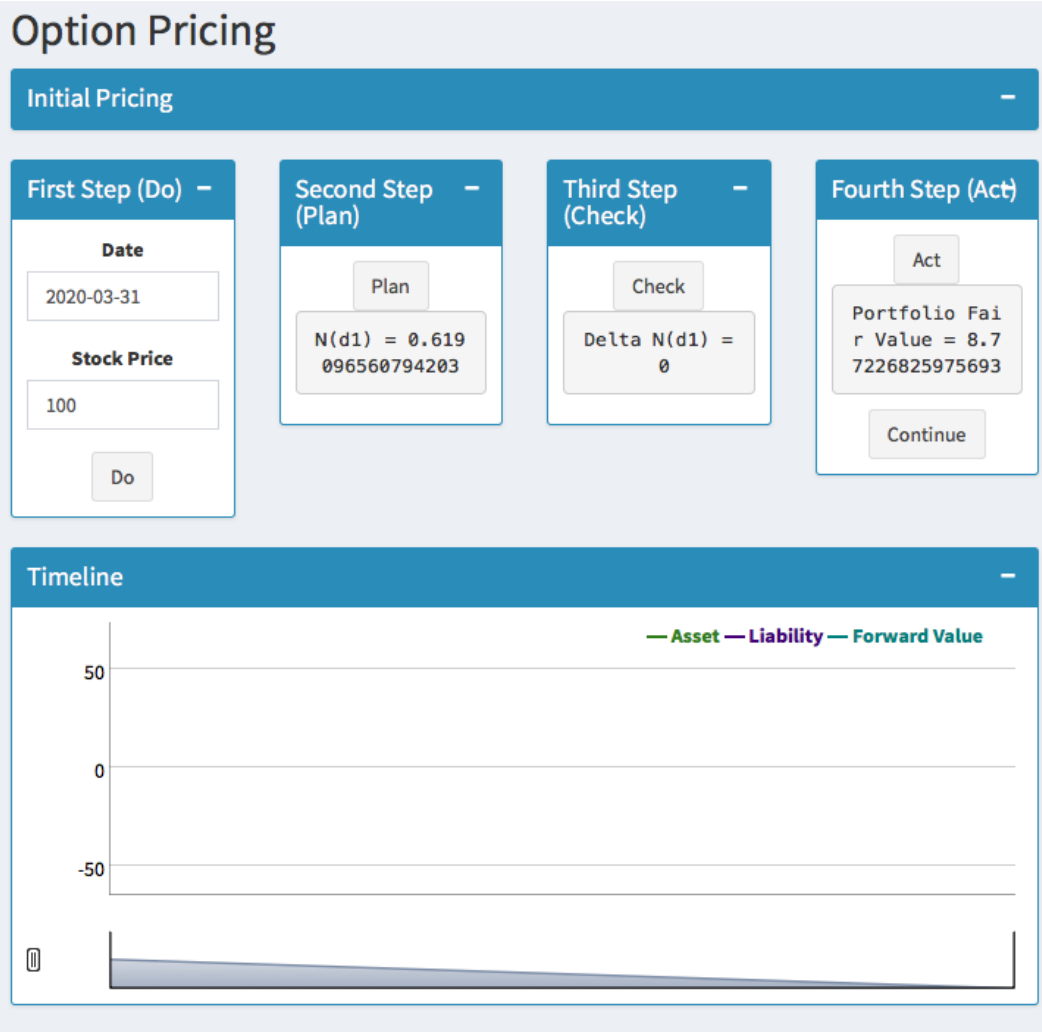 Option Pricing
Initial Pricing
First Step (Do)
Date
2020-03-31
Stock Price
100
Do
Second Step
(Plan)
Plan
N(d1) = 0.619
096560794203
Third Step
(Check)
Check
Delta N(d1) =
0
Fourth Step (Act)
Act
Portfolio Fai
r Value = 8.7
7226825975693
Continue
Timeline
Asset Liability Forward Value
50
0
-50